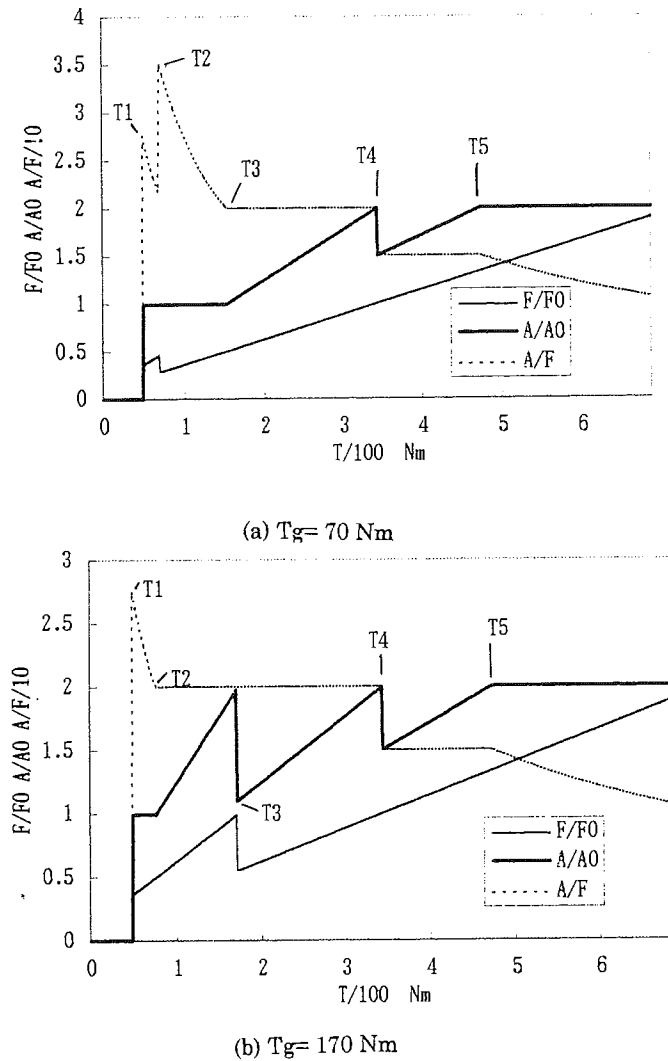 4
3.5
3
2.5
2
1.5
1
0.5
0
F/F0 A/A0 A/F/10
T1
T2
T3
T4
T5
F/F0
A/A0
A/F
0 1 2 3 4 5 6
T/100 Nm
(a) Tg= 70 Nm
3
2.5
2
1.5
1
0.5
0
F/F0 A/A0 A/F/10
T1
T2
T3
T4
T5
F/F0
A/A0
A/F
0 1 2 3 4 5 6
T/100 Nm
(b) Tg= 170 Nm